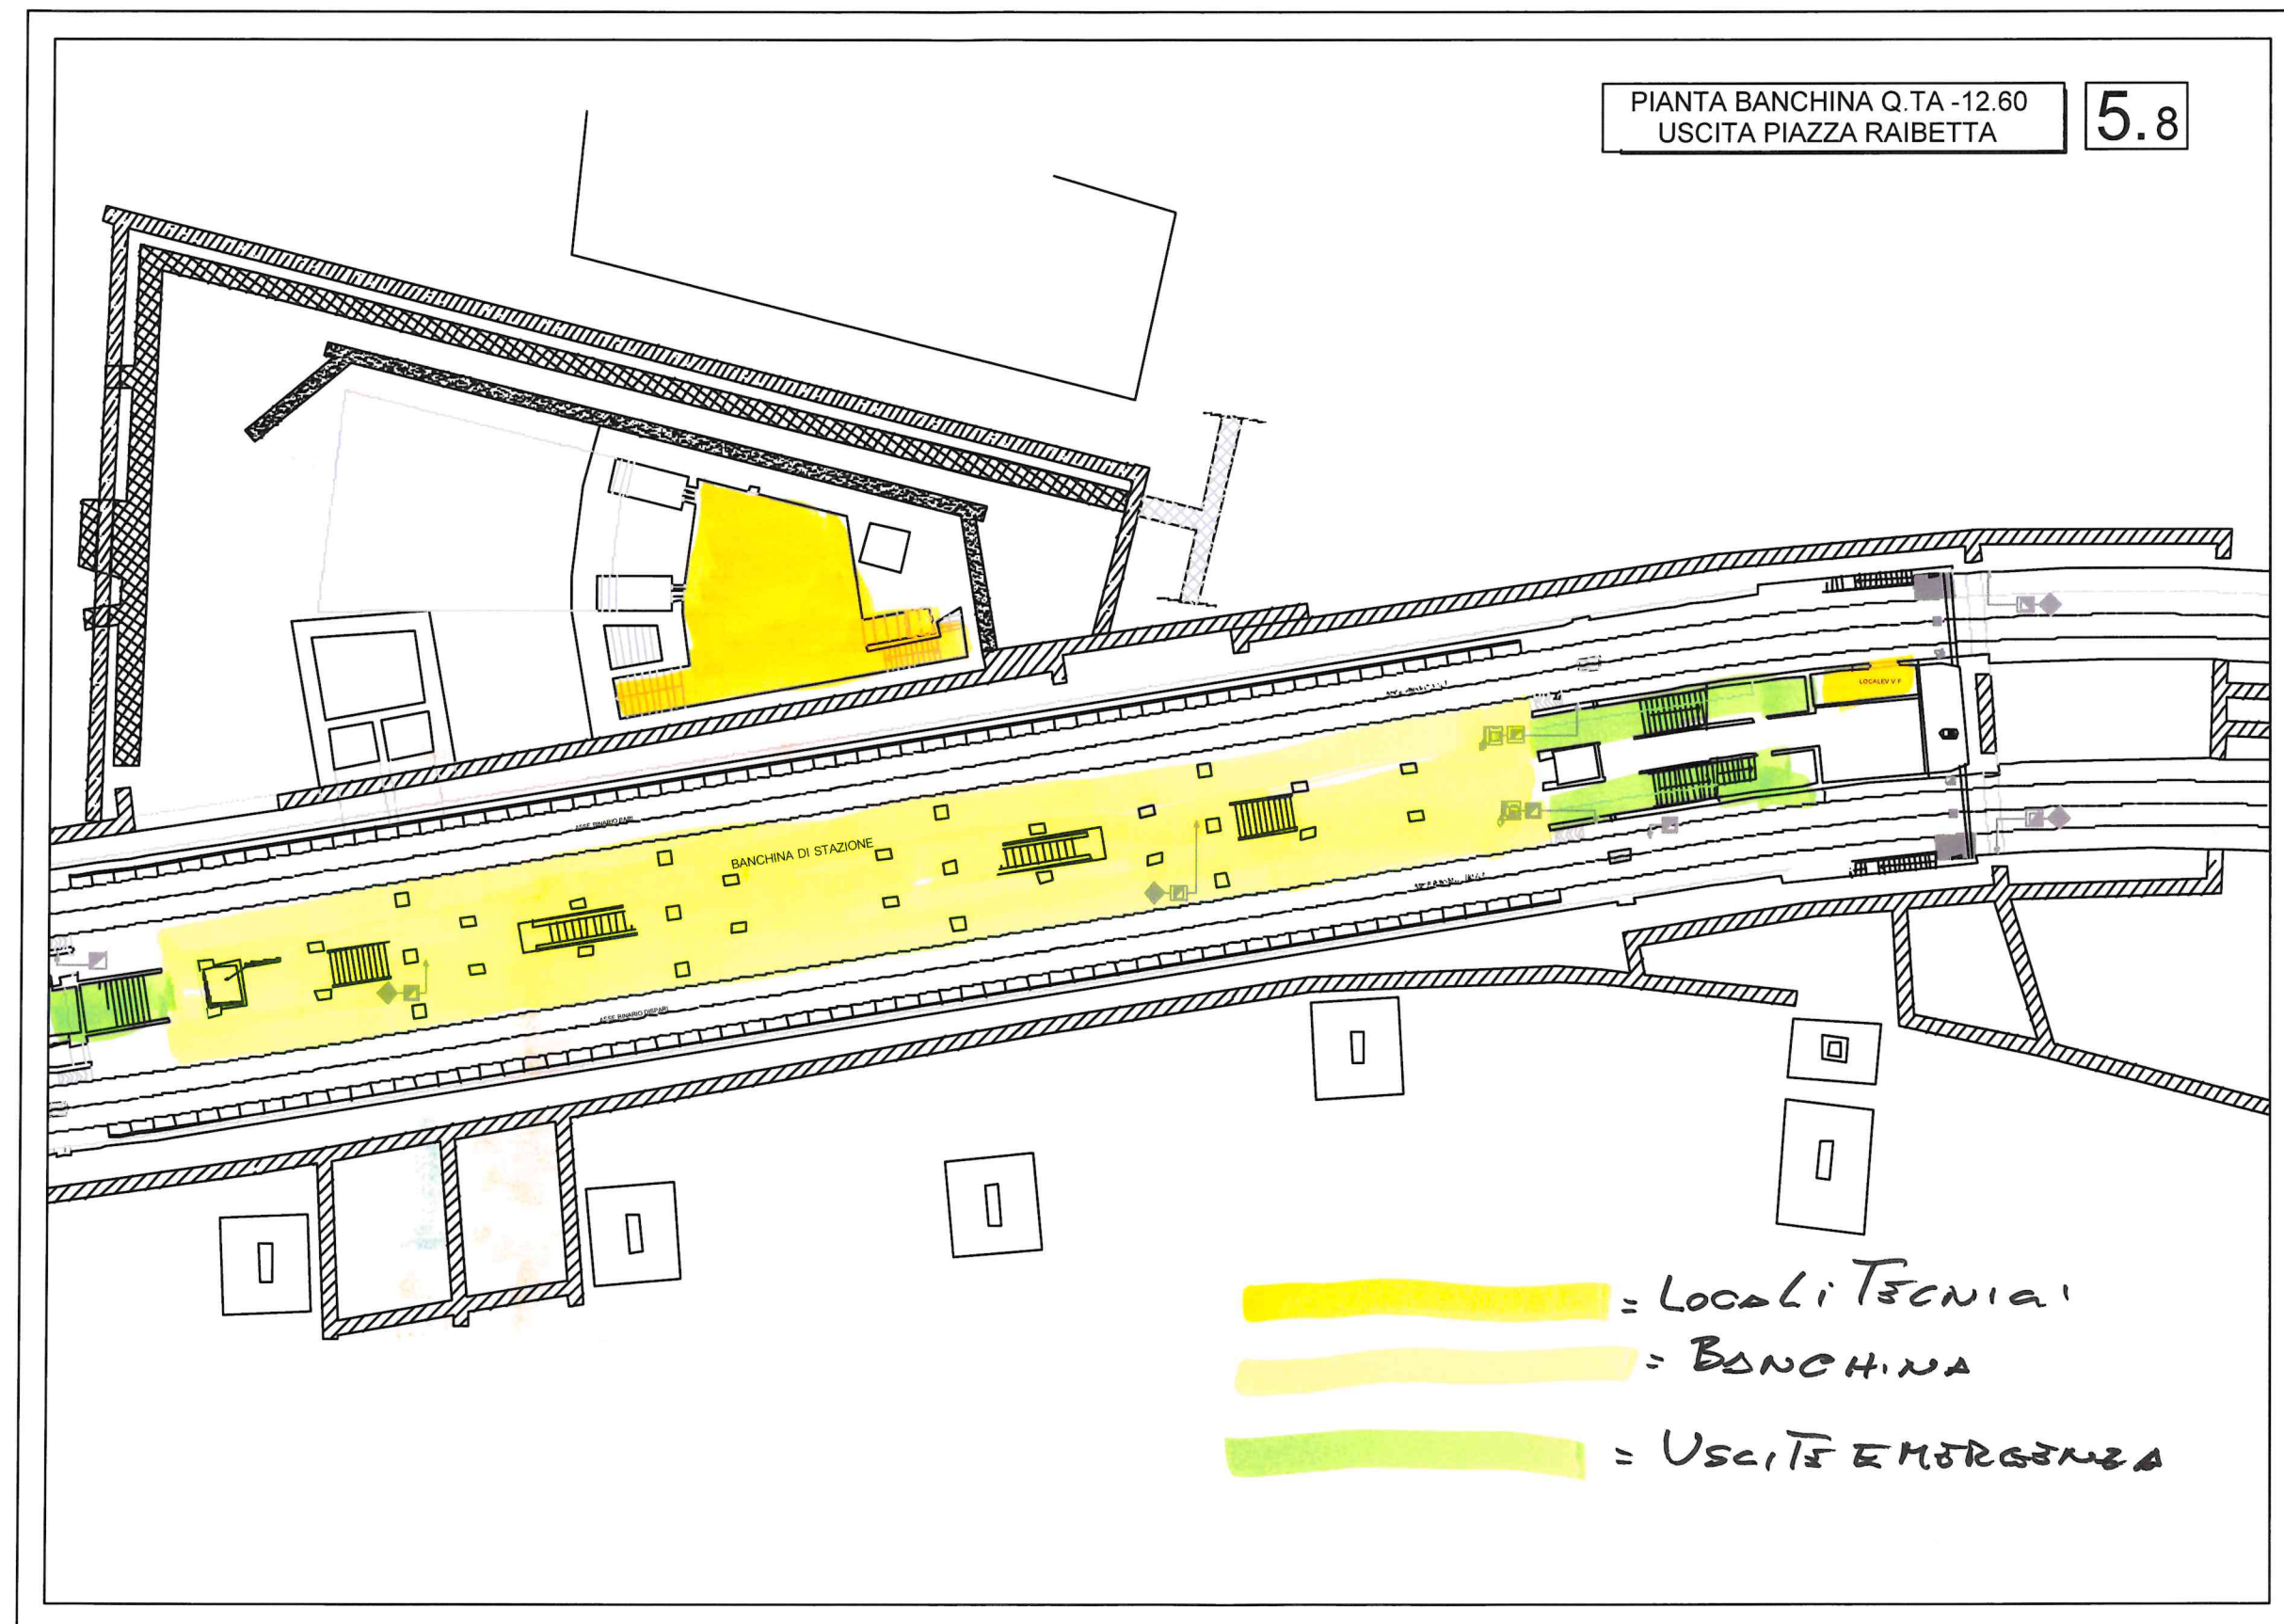 PIANTA BANCHINA Q.TA -12.60
USCITA PIAZZA RAIBETTA
5.8
LOCALE V V.F
ASSE BINARIO PARI
BANCHINA DI STAZIONE
ASSE BINARIO DISPARI
= LOCALI TECNICI
= BANCHINA
= USCITE EMERGENZA